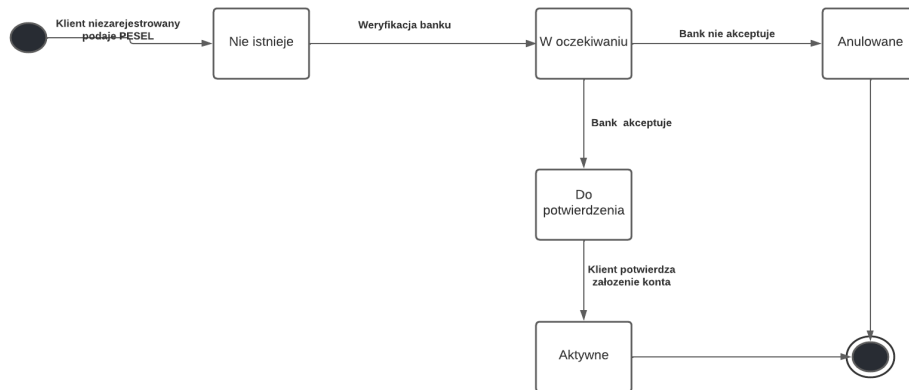 Klient niezarejestrowany
podaje PESEL
Nie istnieje
Weryfikacja banku
W oczekiwaniu
Bank nie akceptuje
Anulowane
Bank  akceptuje
Do
potwierdzenia
Klient potwierdza
załozenie konta
Aktywne